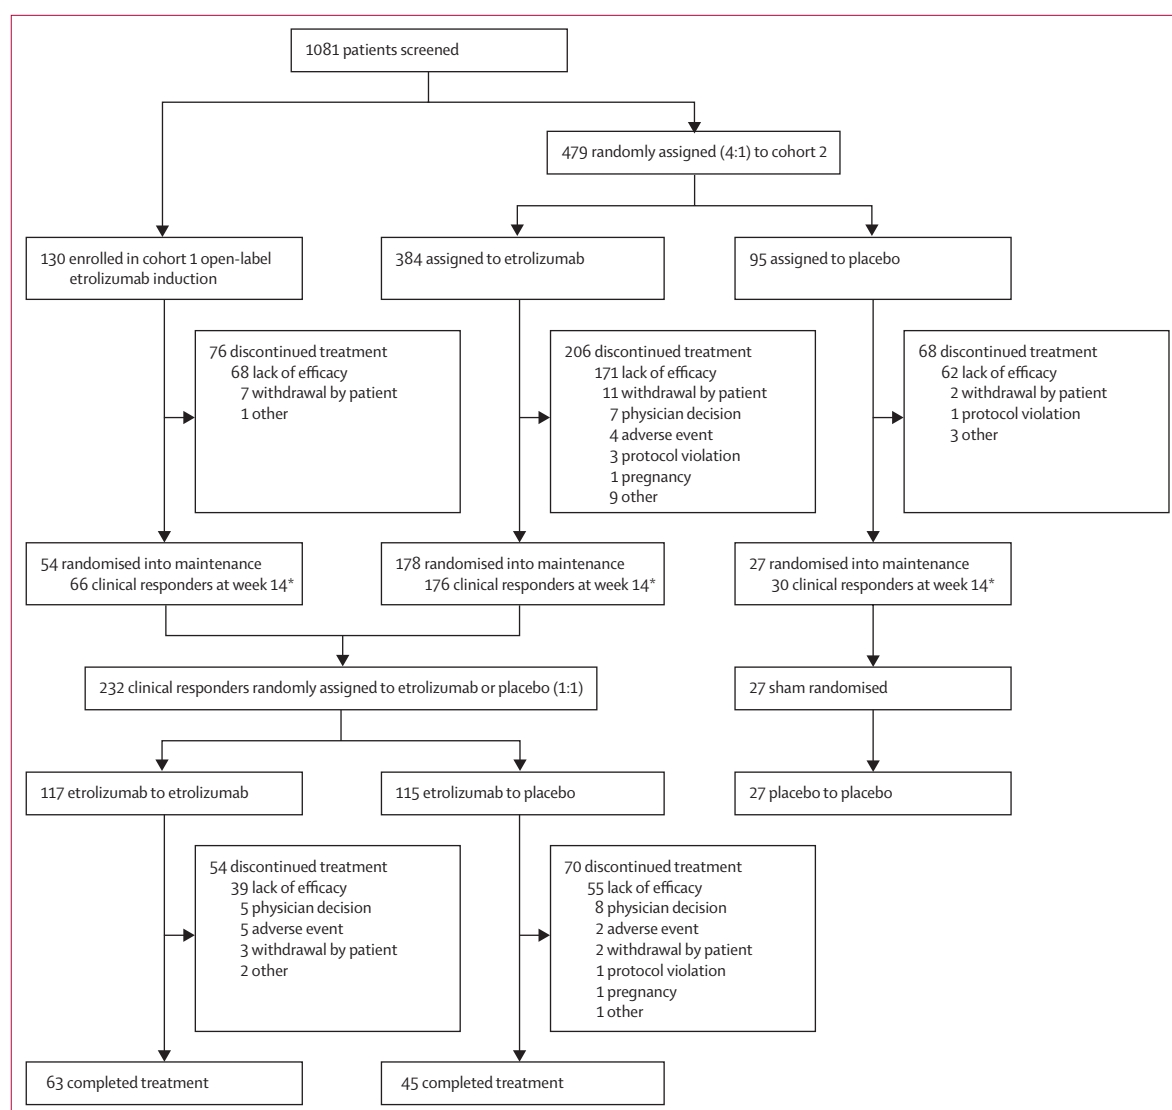 1081 patients screened
479 randomly assigned (4:1) to cohort 2
130 enrolled in cohort 1 open-label
etrolizumab induction
384 assigned to etrolizumab
95 assigned to placebo
76 discontinued treatment
68 lack of efficacy
7 withdrawal by patient
1 other
206 discontinued treatment
171 lack of efficacy
11 withdrawal by patient
7 physician decision
4 adverse event
3 protocol violation
1 pregnancy
9 other
68 discontinued treatment
62 lack of efficacy
2 withdrawal by patient
1 protocol violation
3 other
54 randomised into maintenance
66 clinical responders at week 14*
178 randomised into maintenance
176 clinical responders at week 14*
27 randomised into maintenance
30 clinical responders at week 14*
232 clinical responders randomly assigned to etrolizumab or placebo (1:1)
27 sham randomised
117 etrolizumab to etrolizumab
115 etrolizumab to placebo
27 placebo to placebo
54 discontinued treatment
39 lack of efficacy
5 physician decision
5 adverse event
3 withdrawal by patient
2 other
70 discontinued treatment
55 lack of efficacy
8 physician decision
2 adverse event
2 withdrawal by patient
1 protocol violation
1 pregnancy
1 other
63 completed treatment
45 completed treatment